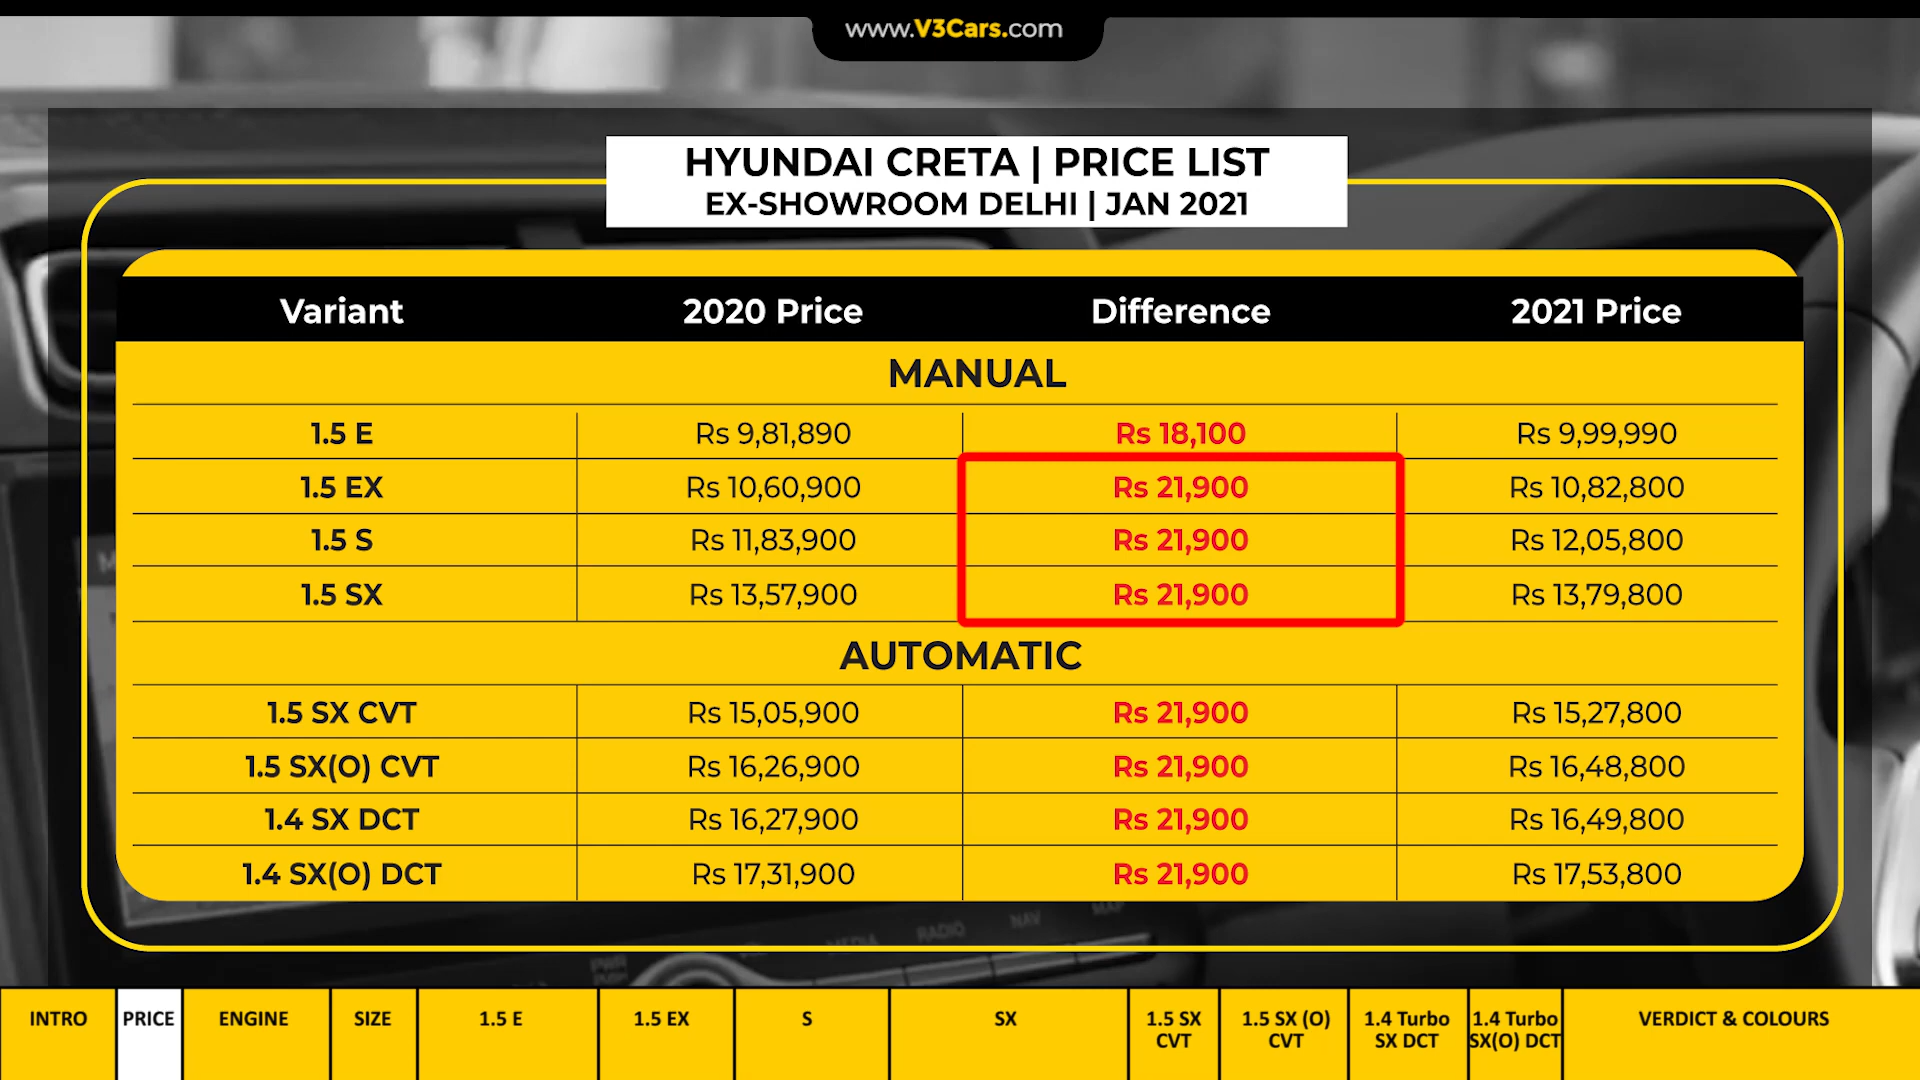 www.V3Cars.com
HYUNDAI CRETA | PRICE LIST
EX-SHOWROOM DELHI | JAN 2021
Variant 2020 Price Difference 2021 Price
MANUAL
1.5 E Rs 9,81,890 Rs 18,100 Rs 9,99,990
1.5 EX Rs 10,60,900 Rs 21,900 Rs 10,82,800
1.5 S Rs 11,83,900 Rs 21,900 Rs 12,05,800
1.5 SX Rs 13,57,900 Rs 21,900 Rs 13,79,800
AUTOMATIC
1.5 SX CVT Rs 15,05,900 Rs 21,900 Rs 15,27,800
1.5 SX(O) CVT Rs 16,26,900 Rs 21,900 Rs 16,48,800
1.4 SX DCT Rs 16,27,900 Rs 21,900 Rs 16,49,800
1.4 SX(O) DCT Rs 17,31,900 Rs 21,900 Rs 17,53,800
MEDIA RADIO NAV MAP
INTRO PRICE ENGINE SIZE 1.5 E 1.5 EX S SX 1.5 SX CVT 1.5 SX (O) CVT 1.4 Turbo SX DCT 1.4 Turbo SX(O) DCT VERDICT & COLOURS